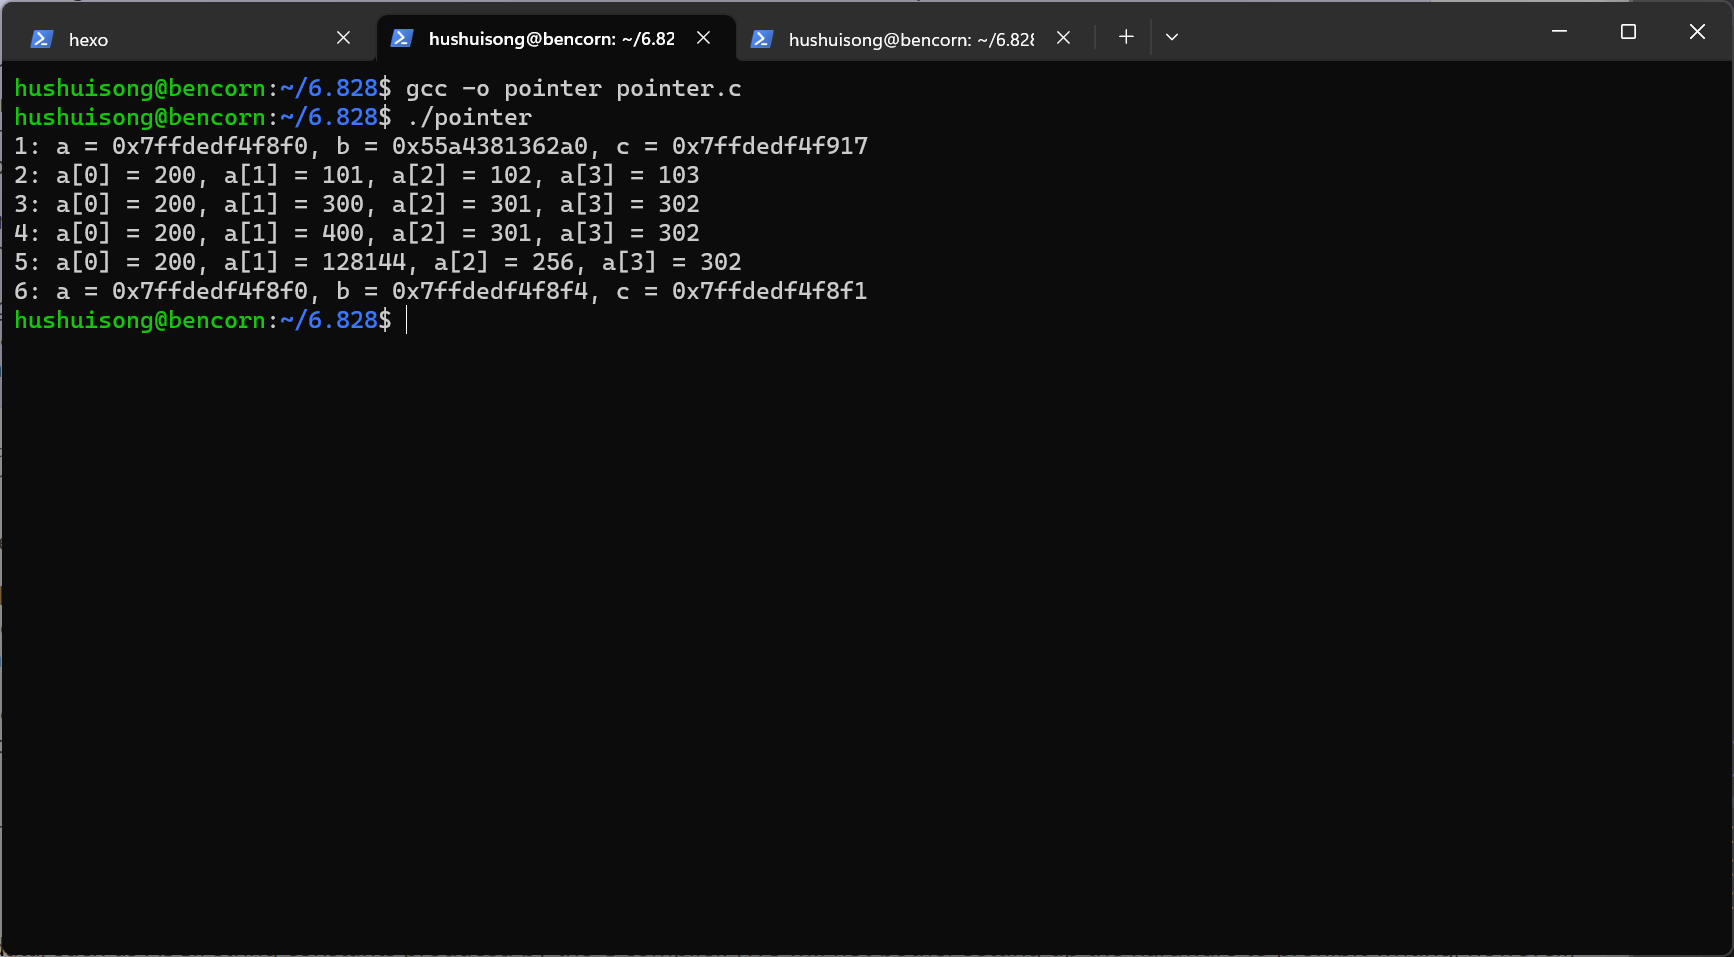 hexo
hushuisong@bencorn: ~/6.82
hushuisong@bencorn: ~/6.828
hushuisong@bencorn:~/6.828$ gcc -o pointer pointer.c
hushuisong@bencorn:~/6.828$ ./pointer
1: a = 0x7ffdedf4f8f0, b = 0x55a4381362a0, c = 0x7ffdedf4f917
2: a[0] = 200, a[1] = 101, a[2] = 102, a[3] = 103
3: a[0] = 200, a[1] = 300, a[2] = 301, a[3] = 302
4: a[0] = 200, a[1] = 400, a[2] = 301, a[3] = 302
5: a[0] = 200, a[1] = 128144, a[2] = 256, a[3] = 302
6: a = 0x7ffdedf4f8f0, b = 0x7ffdedf4f8f4, c = 0x7ffdedf4f8f1
hushuisong@bencorn:~/6.828$